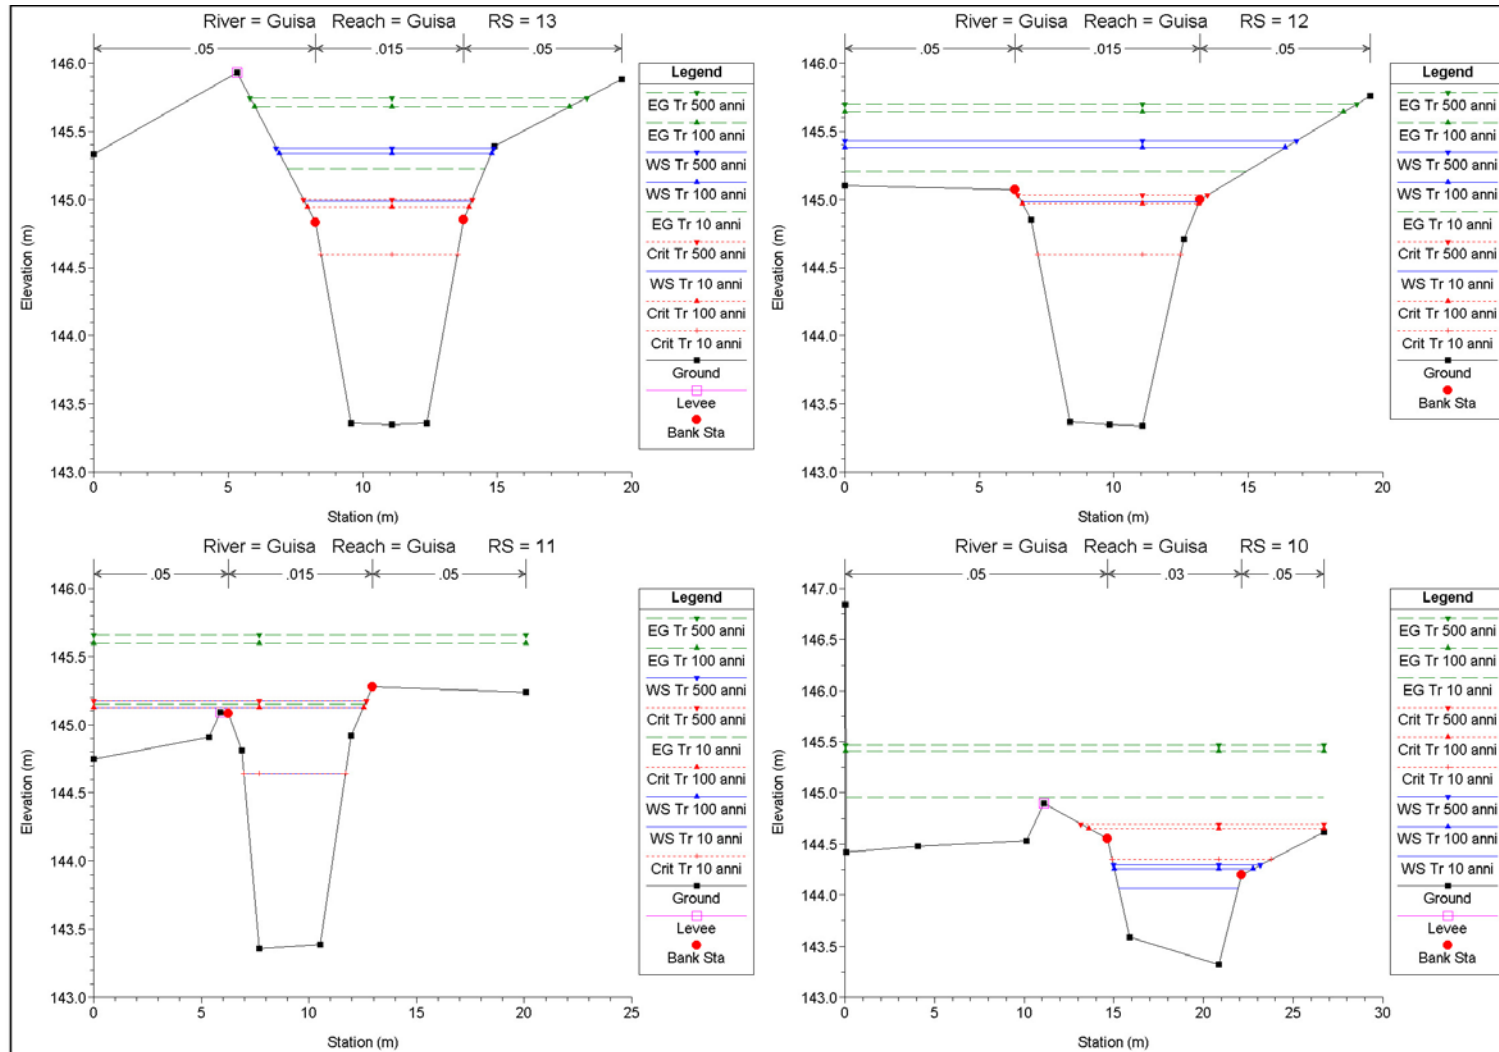 River = Guisa Reach = Guisa RS = 13
.05 .015 .05
146.0
145.5
145.0
144.5
144.0
143.5
143.0
Elevation (m)
0 5 10 15 20
Station (m)
Legend
EG Tr 500 anni
EG Tr 100 anni
WS Tr 500 anni
WS Tr 100 anni
EG Tr 10 anni
Crit Tr 500 anni
WS Tr 10 anni
Crit Tr 100 anni
Crit Tr 10 anni
Ground
Levee
Bank Sta
River = Guisa Reach = Guisa RS = 12
.05 .015 .05
146.0
145.5
145.0
144.5
144.0
143.5
143.0
Elevation (m)
0 5 10 15 20
Station (m)
Legend
EG Tr 500 anni
EG Tr 100 anni
WS Tr 500 anni
WS Tr 100 anni
EG Tr 10 anni
Crit Tr 500 anni
WS Tr 10 anni
Crit Tr 100 anni
Crit Tr 10 anni
Ground
Bank Sta
River = Guisa Reach = Guisa RS = 11
.05 .015 .05
146.0
145.5
145.0
144.5
144.0
143.5
143.0
Elevation (m)
0 5 10 15 20 25
Station (m)
Legend
EG Tr 500 anni
EG Tr 100 anni
WS Tr 500 anni
Crit Tr 500 anni
EG Tr 10 anni
Crit Tr 100 anni
WS Tr 100 anni
WS Tr 10 anni
Crit Tr 10 anni
Ground
Levee
Bank Sta
River = Guisa Reach = Guisa RS = 10
.05 .03 .05
147.0
146.5
146.0
145.5
145.0
144.5
144.0
143.5
143.0
Elevation (m)
0 5 10 15 20 25 30
Station (m)
Legend
EG Tr 500 anni
EG Tr 100 anni
EG Tr 10 anni
Crit Tr 500 anni
Crit Tr 100 anni
Crit Tr 10 anni
WS Tr 500 anni
WS Tr 100 anni
WS Tr 10 anni
Ground
Levee
Bank Sta